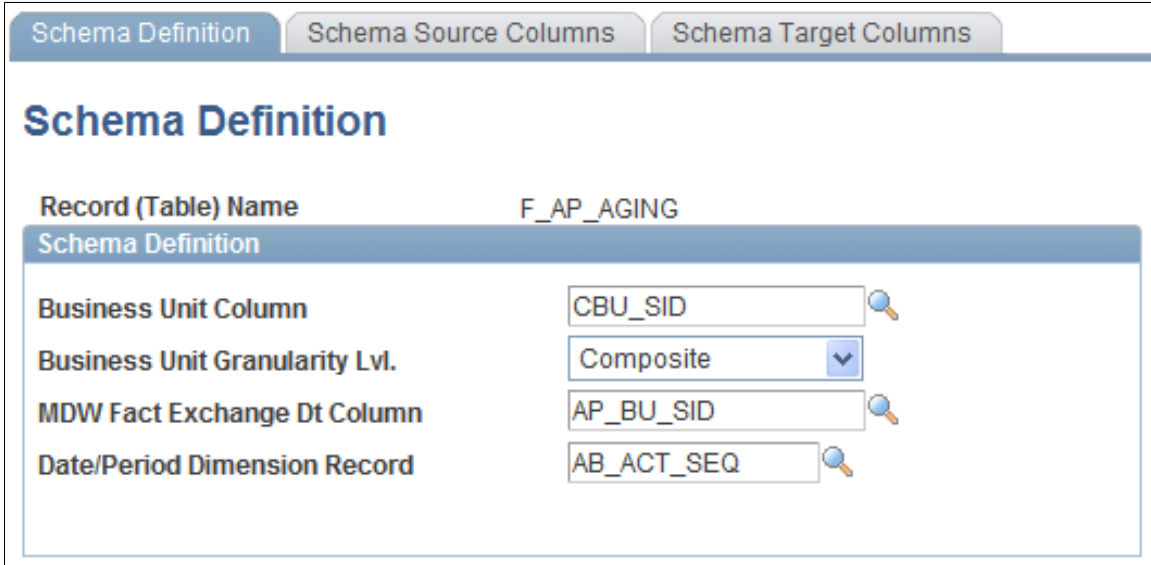 Schema Definition Schema Source Columns Schema Target Columns
Schema Definition
Record (Table) Name F_AP_AGING
Schema Definition
Business Unit Column CBU_SID
Business Unit Granularity Lvl. Composite
MDW Fact Exchange Dt Column AP_BU_SID
Date/Period Dimension Record AB_ACT_SEQ